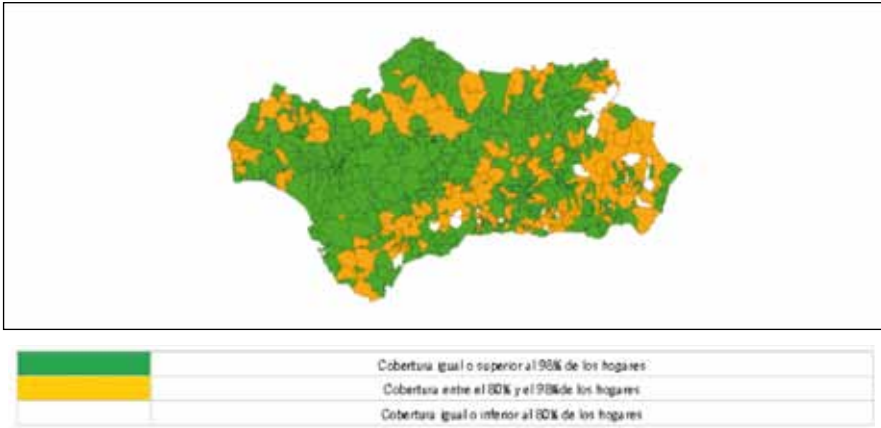 Cobertura igual o superior al 98% de los hogares
Cobertura entre el 80% y el 98% de los hogares
Cobertura igual o inferior al 80% de los hogares